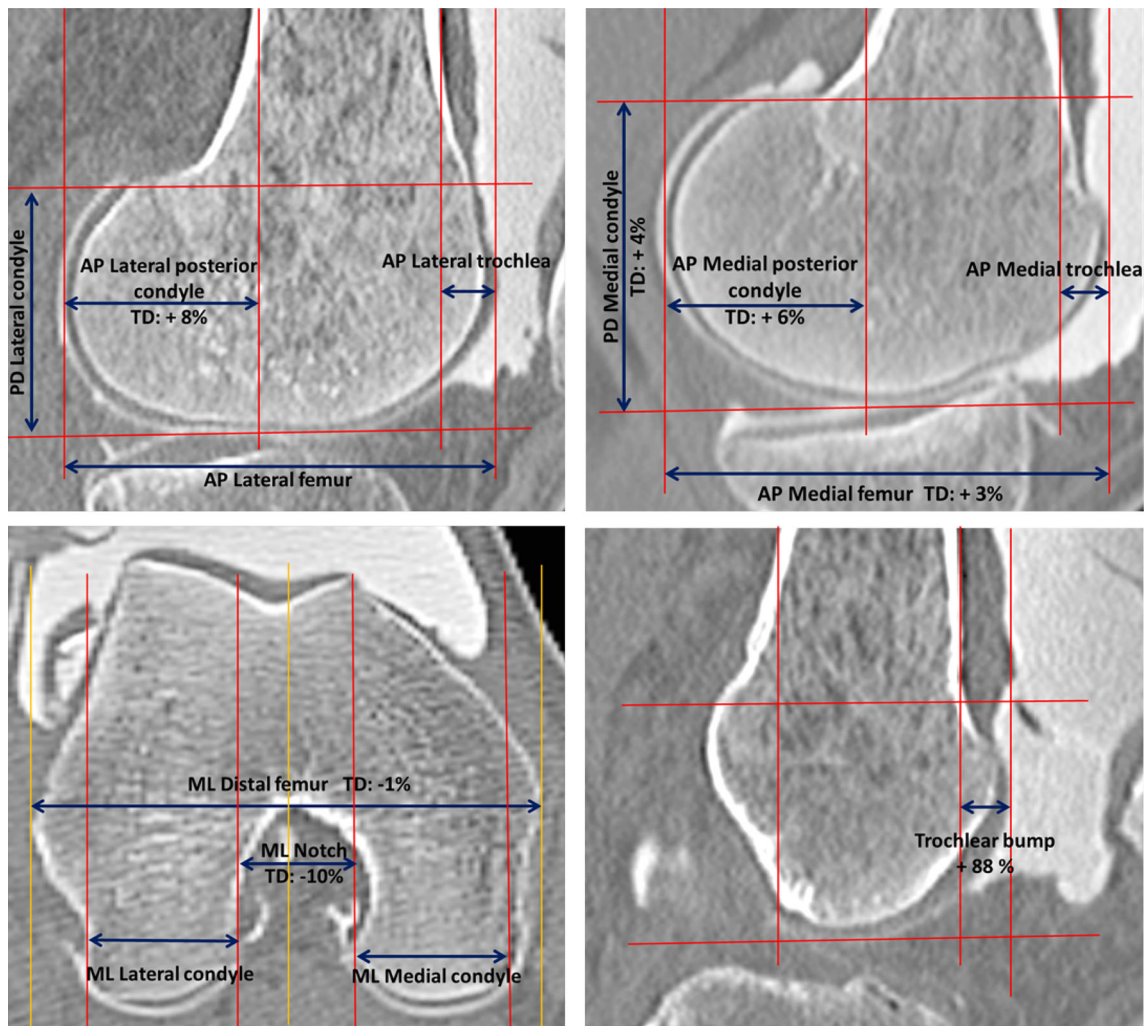 PD Lateral condyle
AP Lateral posterior
condyle
TD: + 8%
AP Lateral trochlea
AP Lateral femur
PD Medial condyle
TD: + 4%
AP Medial posterior
condyle
TD: + 6%
AP Medial trochlea
AP Medial femur TD: + 3%
ML Distal femur TD: -1%
ML Notch
TD: -10%
ML Lateral condyle
ML Medial condyle
Trochlear bump
+ 88 %